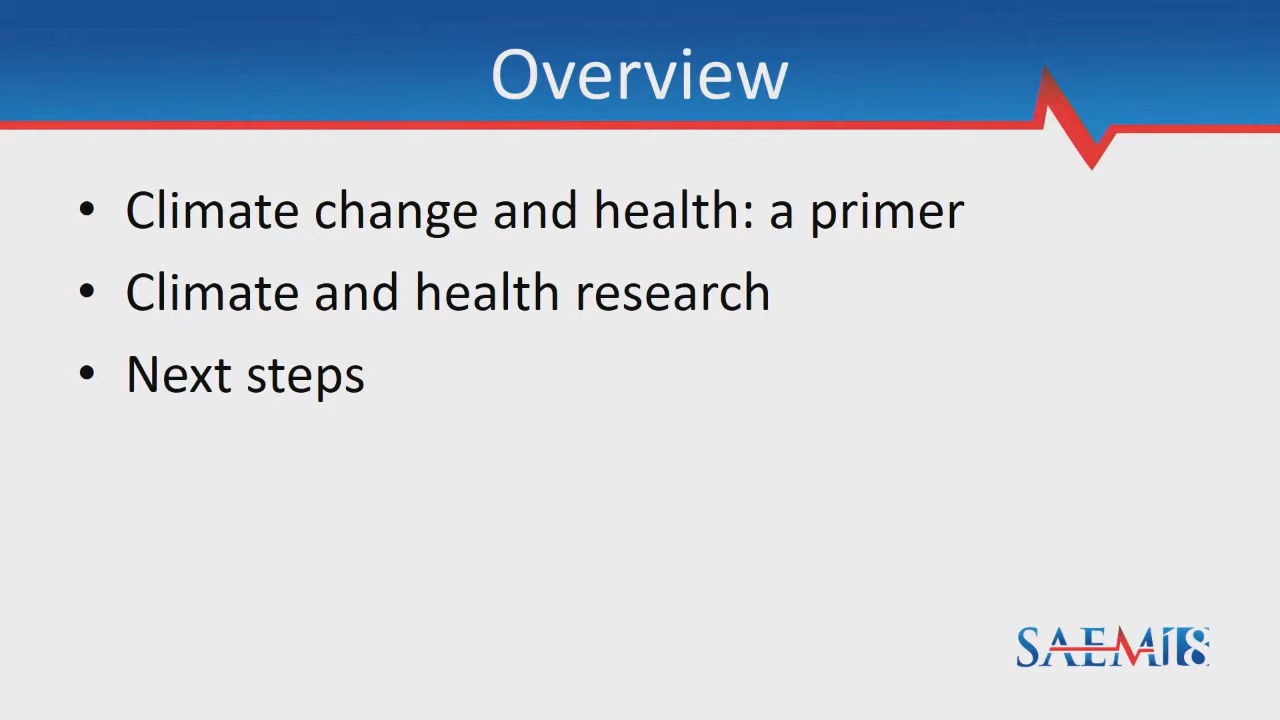 Overview
• Climate change and health: a primer
• Climate and health research
• Next steps
SAEM18